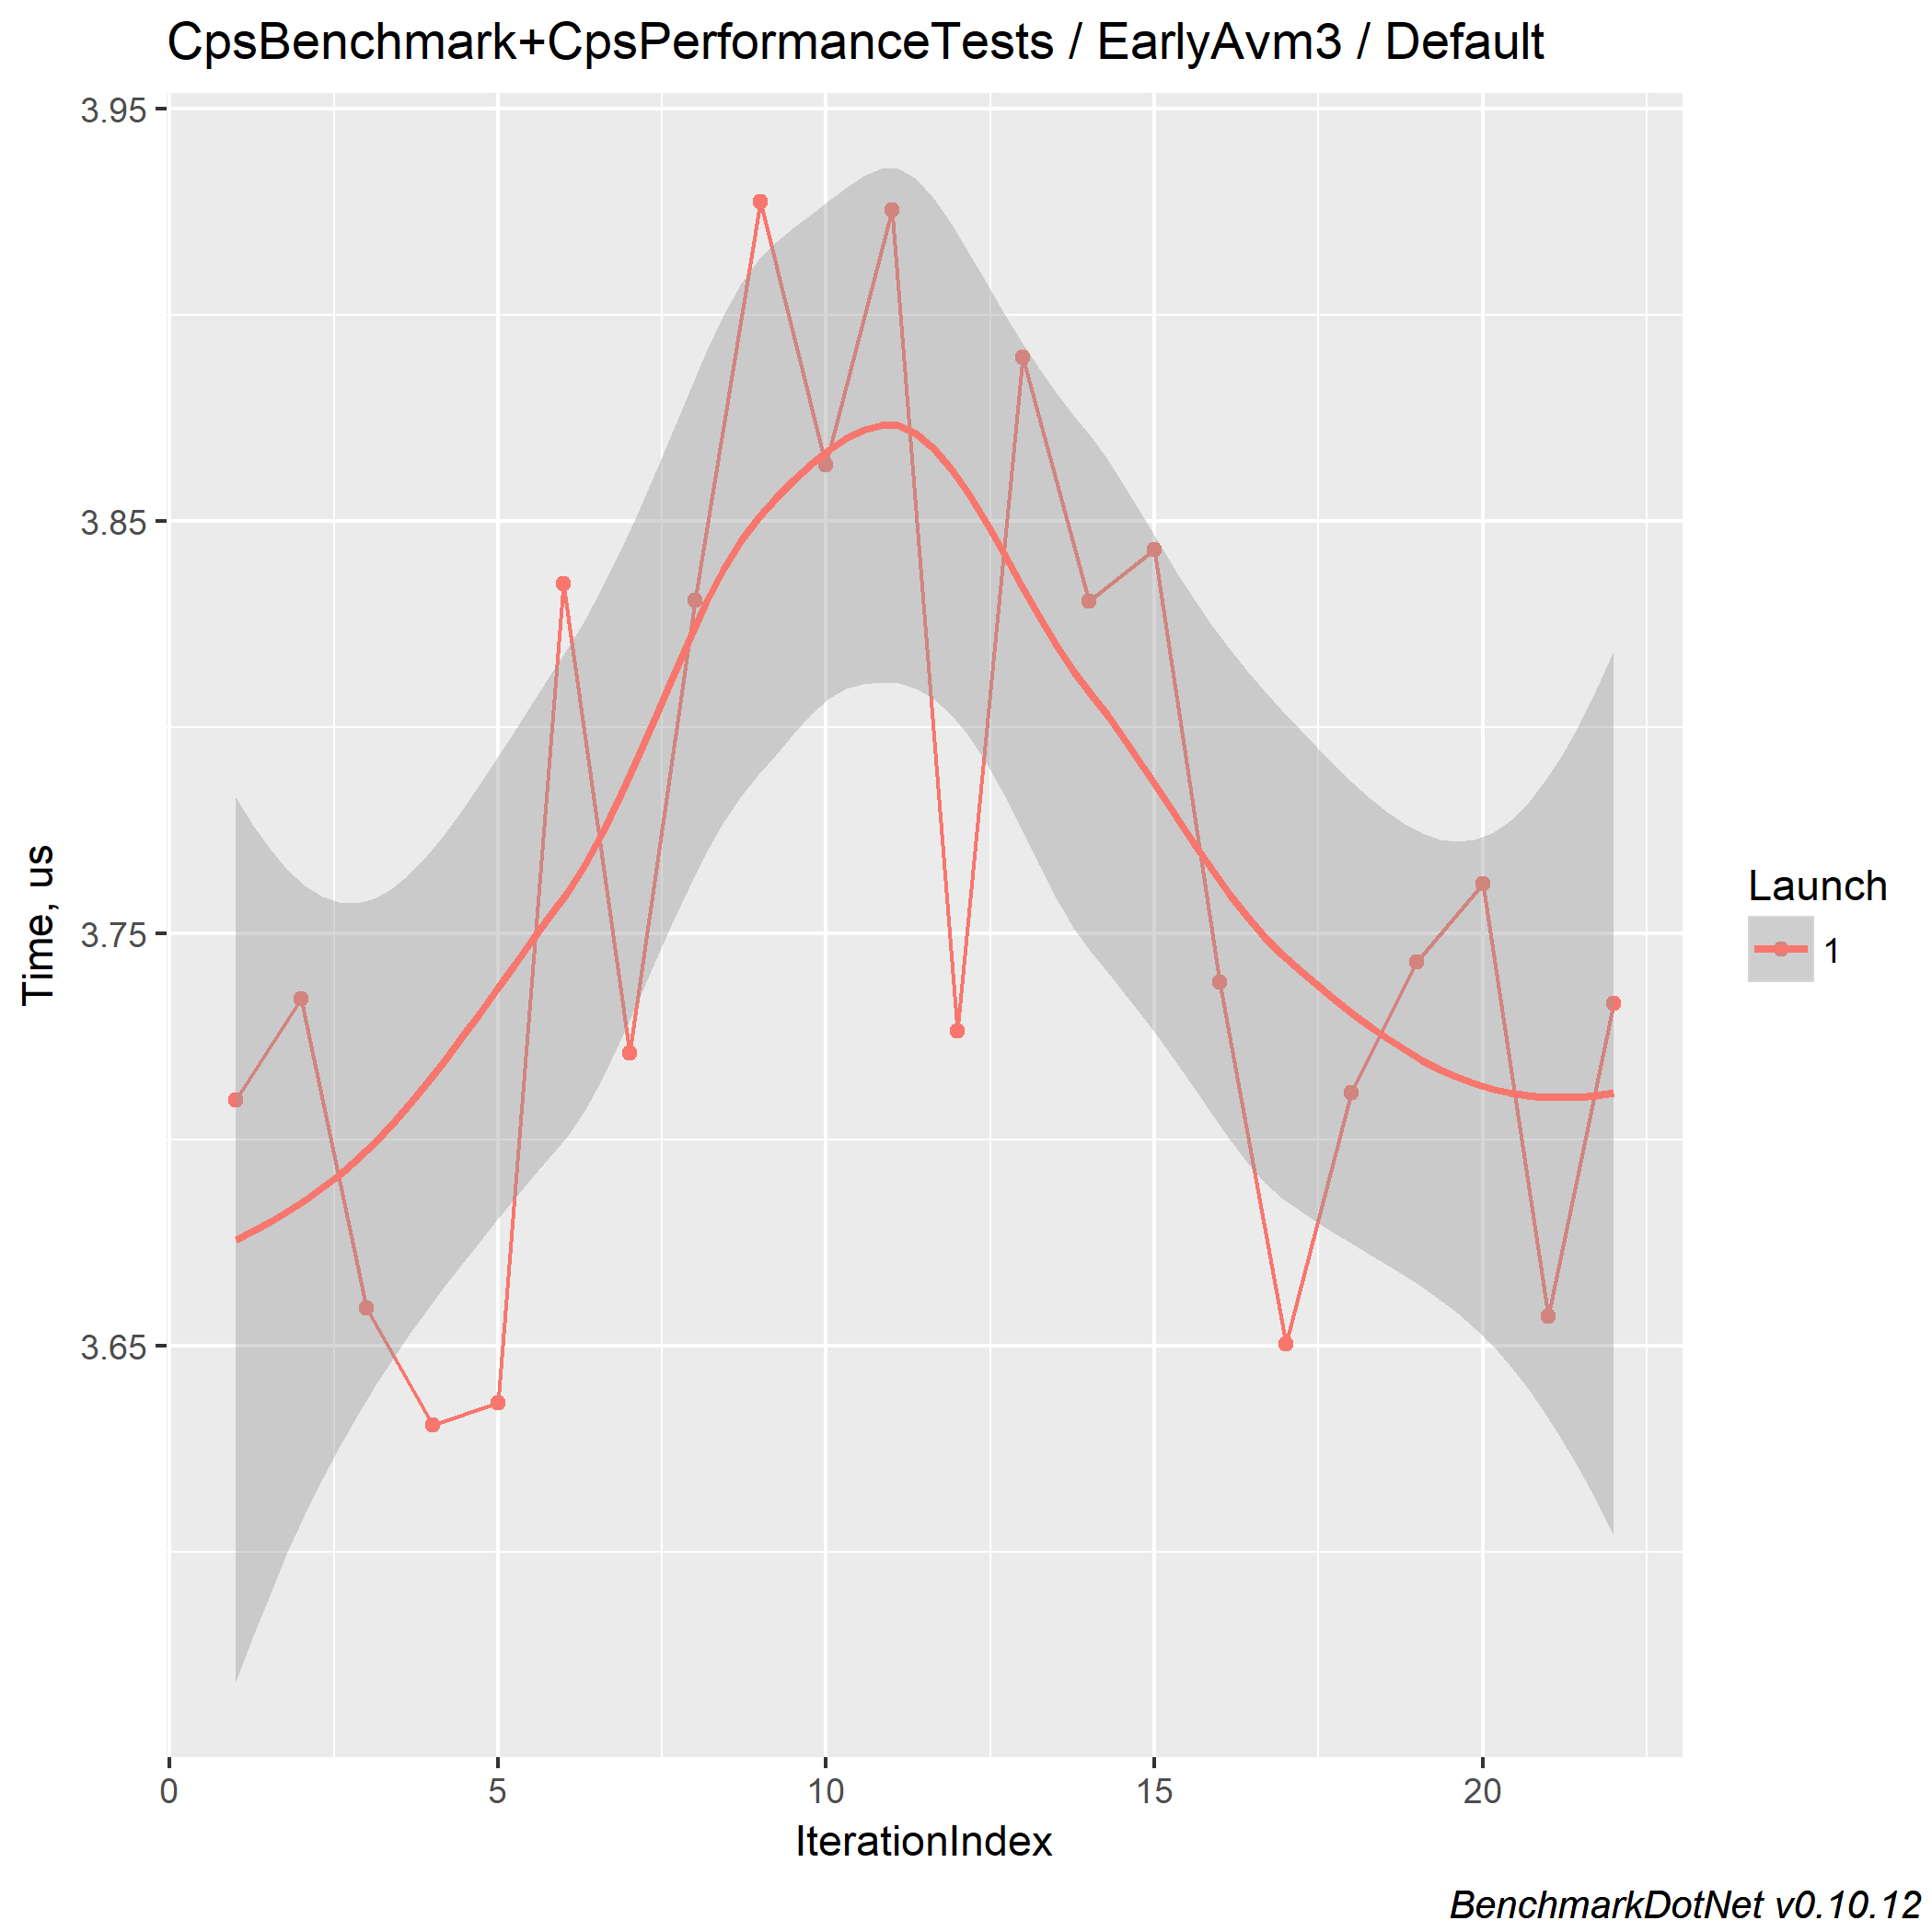 CpsBenchmark+CpsPerformanceTests / EarlyAvm3 / Default
3.95
3.85
3.75
3.65
Time, us
0 5 10 15 20
IterationIndex
Launch
1
BenchmarkDotNet v0.10.12